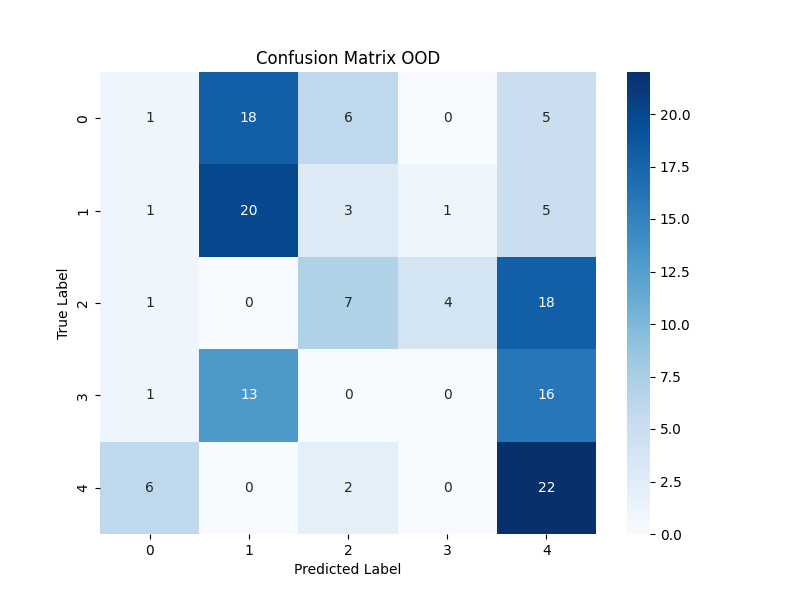 Confusion Matrix OOD
True Label
0 1 18 6 0 5
1 1 20 3 1 5
2 1 0 7 4 18
3 1 13 0 0 16
4 6 0 2 0 22
0 1 2 3 4
Predicted Label
20.0
17.5
15.0
12.5
10.0
7.5
5.0
2.5
0.0